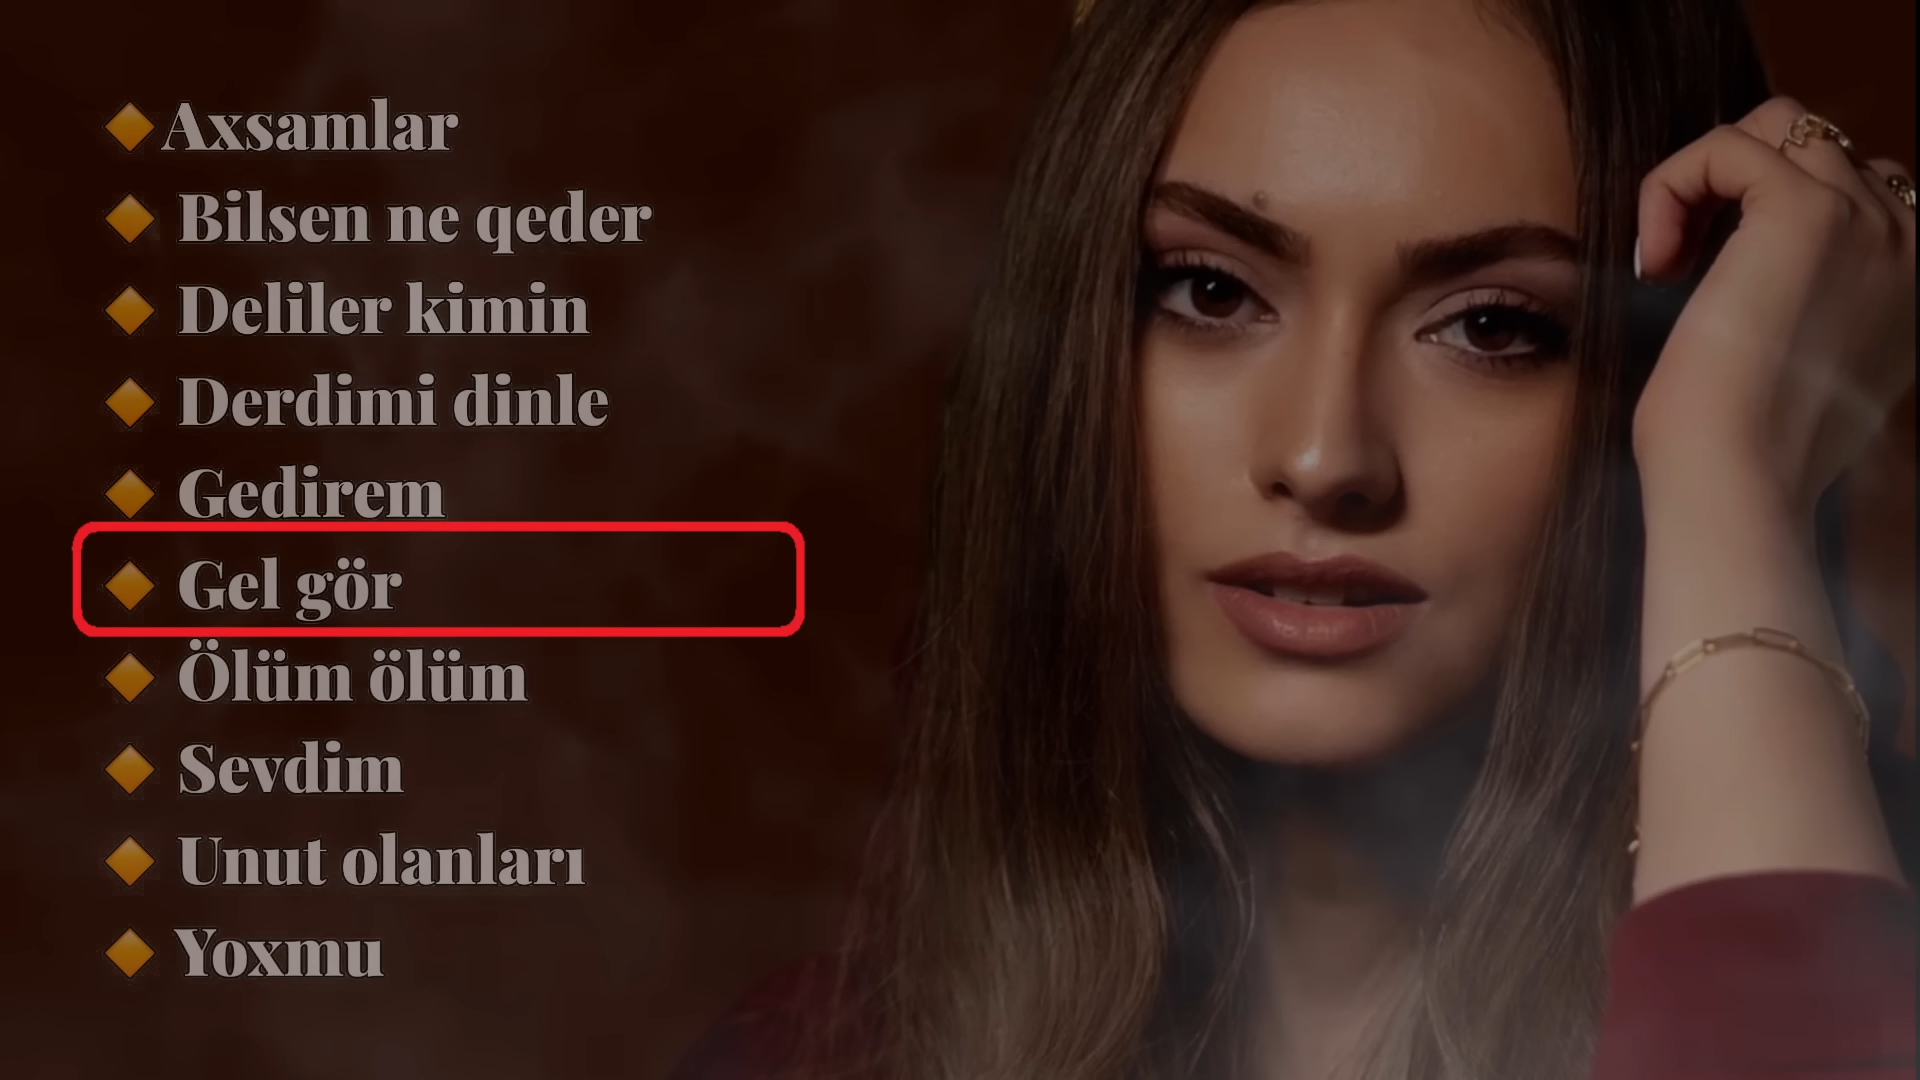 Axsamlar
Bilsen ne qeder
Deliler kimin
Derdimi dinle
Gedirem
Gel gör
Ölüm ölüm
Sevdim
Unut olanları
Yoxmu